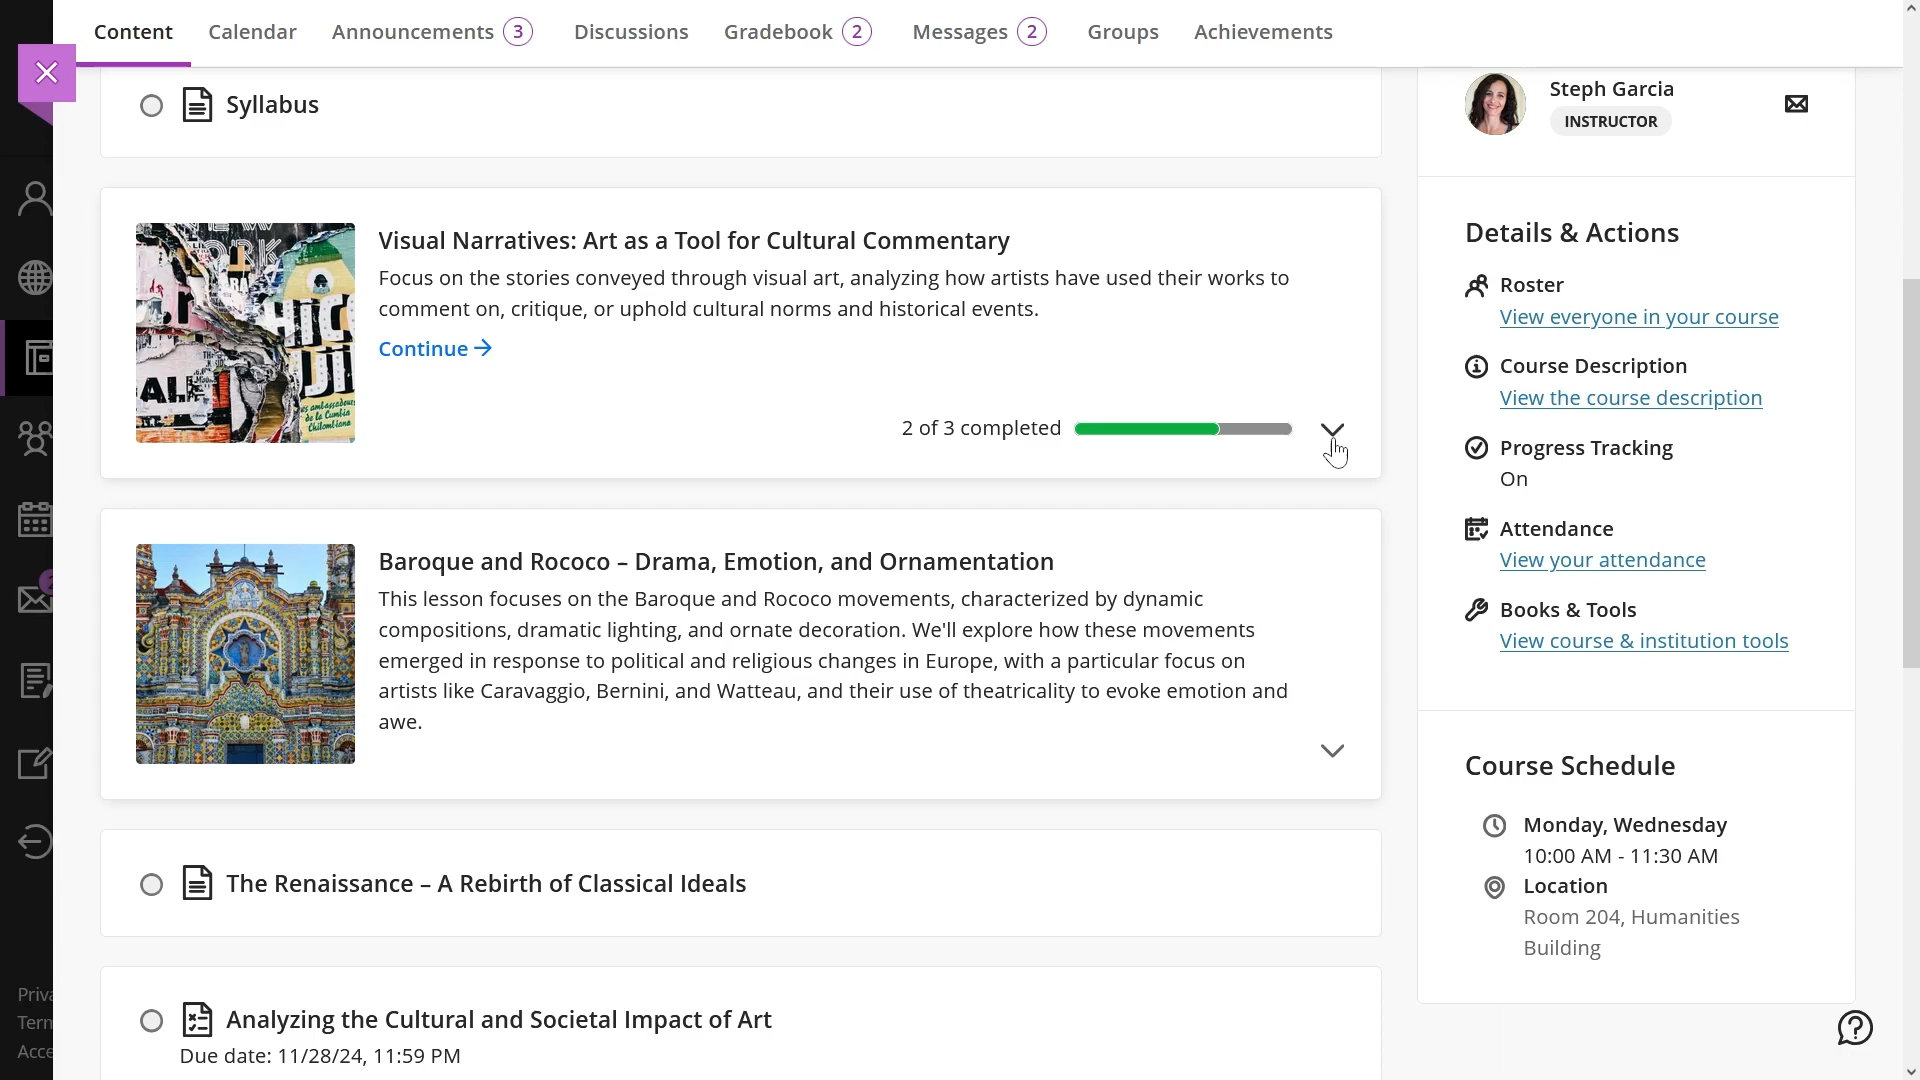 Content
Calendar
Announcements 3
Discussions
Gradebook 2
Messages 2
Groups
Achievements
Syllabus
Visual Narratives: Art as a Tool for Cultural Commentary
Focus on the stories conveyed through visual art, analyzing how artists have used their works to
comment on, critique, or uphold cultural norms and historical events.
Continue
2 of 3 completed
Baroque and Rococo – Drama, Emotion, and Ornamentation
This lesson focuses on the Baroque and Rococo movements, characterized by dynamic
compositions, dramatic lighting, and ornate decoration. We'll explore how these movements
emerged in response to political and religious changes in Europe, with a particular focus on
artists like Caravaggio, Bernini, and Watteau, and their use of theatricality to evoke emotion and
awe.
The Renaissance – A Rebirth of Classical Ideals
Analyzing the Cultural and Societal Impact of Art
Due date: 11/28/24, 11:59 PM
Steph Garcia
INSTRUCTOR
Details & Actions
Roster
View everyone in your course
Course Description
View the course description
Progress Tracking
On
Attendance
View your attendance
Books & Tools
View course & institution tools
Course Schedule
Monday, Wednesday
10:00 AM - 11:30 AM
Location
Room 204, Humanities
Building
Priva
Term
Acce